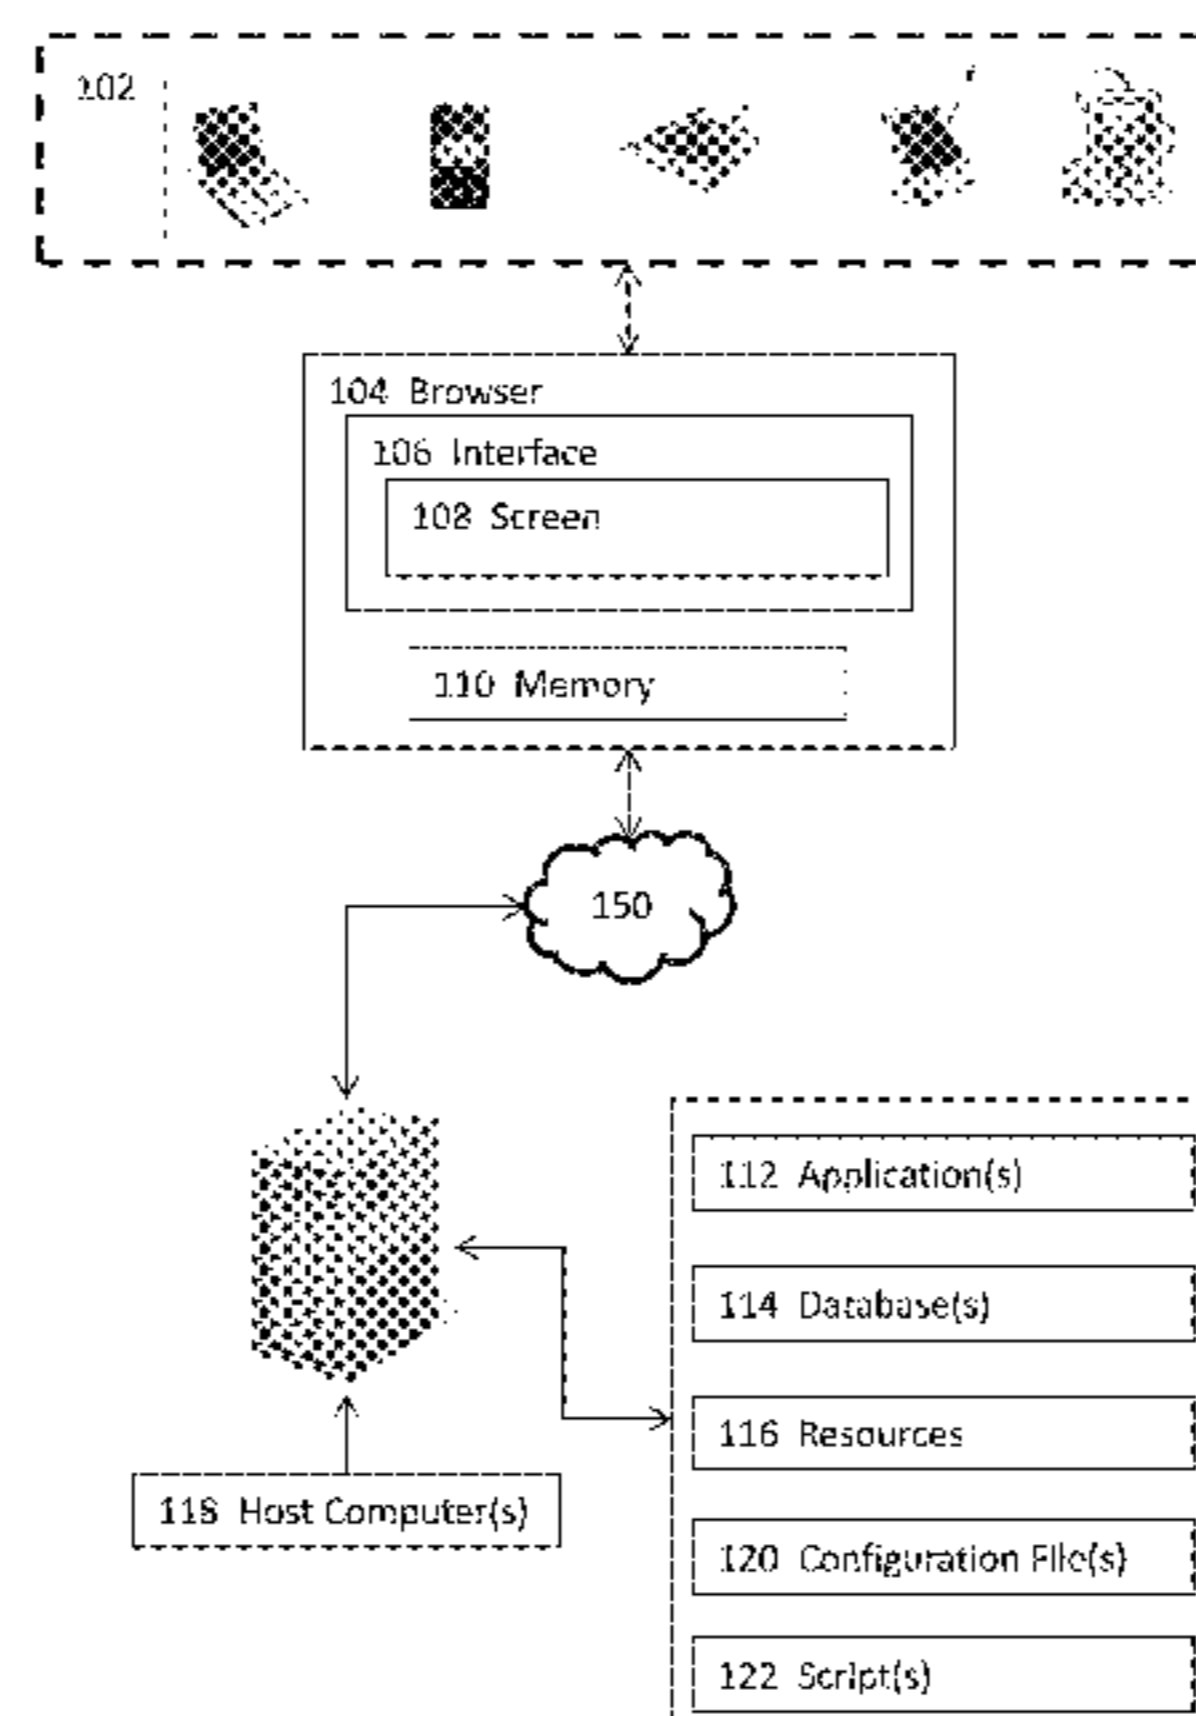 102
104 Browser
106 Interface
108 Screen
110 Memory
150
112 Application(s)
114 Database(s)
116 Resources
118 Host Computer(s)
120 Configuration File(s)
122 Script(s)